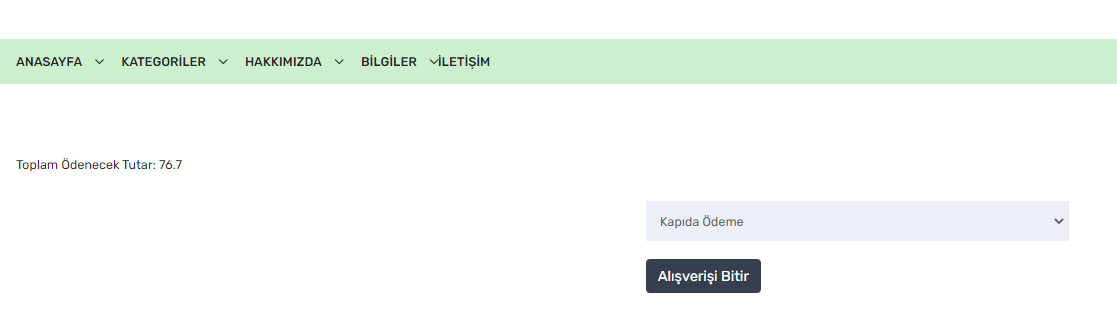 ANASAYFA KATEGORİLER HAKKIMIZDA BİLGİLER İLETİŞİM
Toplam Ödenecek Tutar: 76.7
Kapıda Ödeme
Alışverişi Bitir